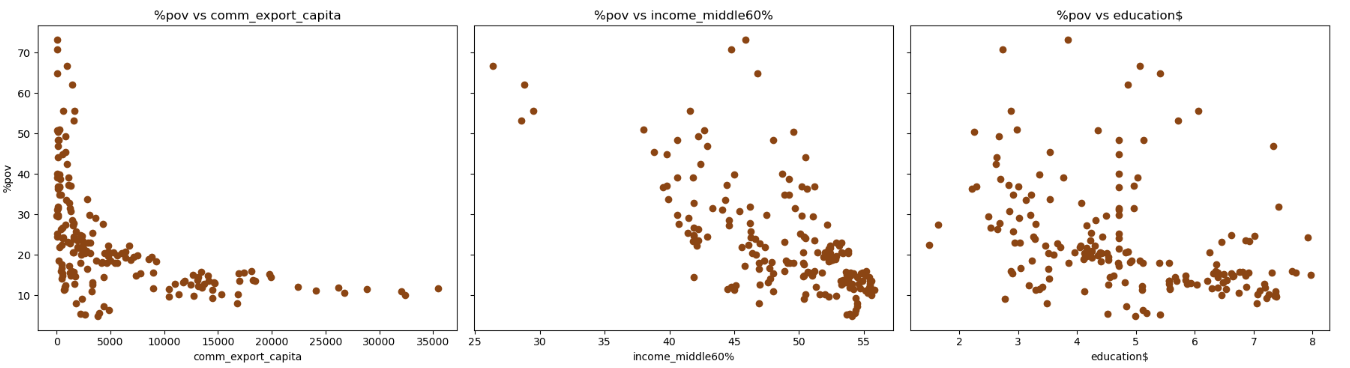 %pov vs comm_export_capita
%pov vs income_middle60%
%pov vs education$
%pov
70
60
50
40
30
20
10
0 5000 10000 15000 20000 25000 30000 35000
25 30 35 40 45 50 55
2 3 4 5 6 7 8
comm_export_capita
income_middle60%
education$